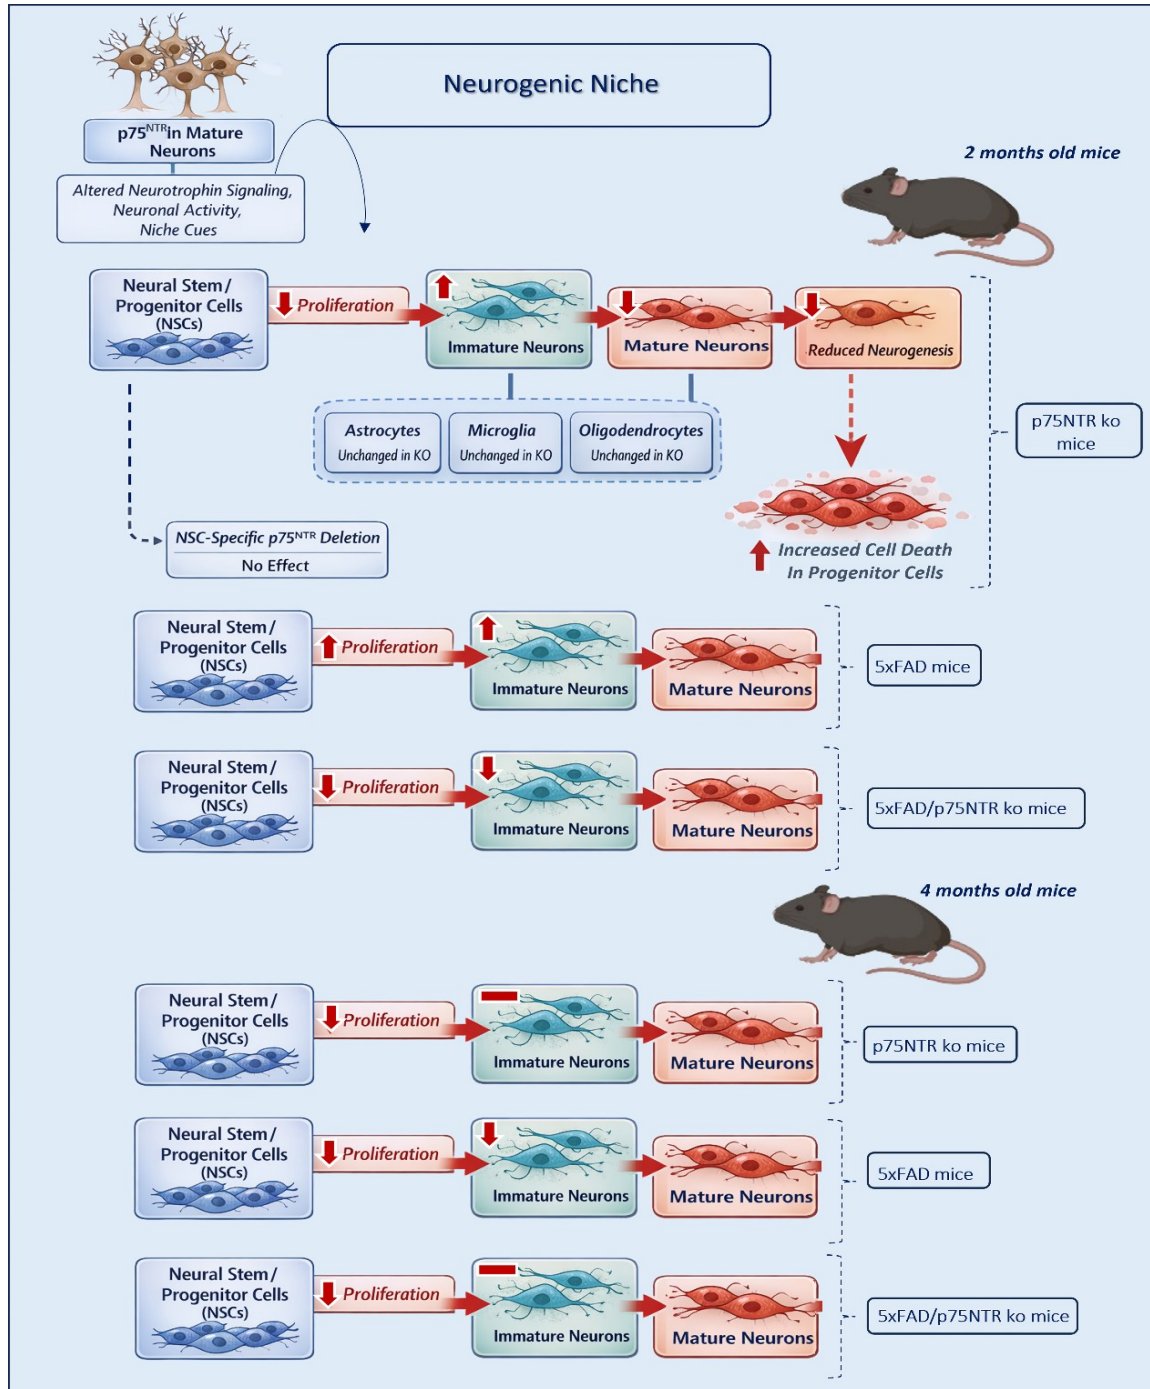 Neurogenic Niche
p75NTR in Mature
Neurons
Altered Neurotrophin Signaling,
Neuronal Activity,
Niche Cues
2 months old mice
Neural Stem/
Progenitor Cells
(NSCs)
Proliferation
Immature Neurons
Mature Neurons
Reduced Neurogenesis
Astrocytes
Unchanged in KO
Microglia
Unchanged in KO
Oligodendrocytes
Unchanged in KO
p75NTR ko
mice
NSC-Specific p75NTR Deletion
No Effect
Increased Cell Death
In Progenitor Cells
Neural Stem/
Progenitor Cells
(NSCs)
Proliferation
Immature Neurons
Mature Neurons
5xFAD mice
Neural Stem/
Progenitor Cells
(NSCs)
Proliferation
Immature Neurons
Mature Neurons
5xFAD/p75NTR ko mice
4 months old mice
Neural Stem/
Progenitor Cells
(NSCs)
Proliferation
Immature Neurons
Mature Neurons
p75NTR ko mice
Neural Stem/
Progenitor Cells
(NSCs)
Proliferation
Immature Neurons
Mature Neurons
5xFAD mice
Neural Stem/
Progenitor Cells
(NSCs)
Proliferation
Immature Neurons
Mature Neurons
5xFAD/p75NTR ko mice